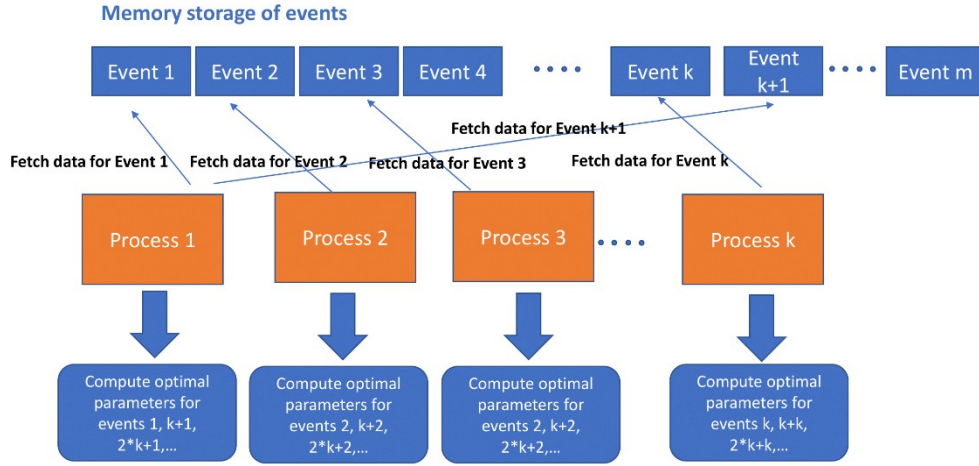 Memory storage of events
Event 1
Event 2
Event 3
Event 4
Event k
Event
k+1
Event m
Fetch data for Event k+1
Fetch data for Event 1
Fetch data for Event 2
Fetch data for Event 3
Fetch data for Event k
Process 1
Process 2
Process 3
Process k
Compute optimal
parameters for
events 1, k+1,
2*k+1,...
Compute optimal
parameters for
events 2, k+2,
2*k+2,...
Compute optimal
parameters for
events 2, k+2,
2*k+2,...
Compute optimal
parameters for
events k, k+k,
2*k+k,...